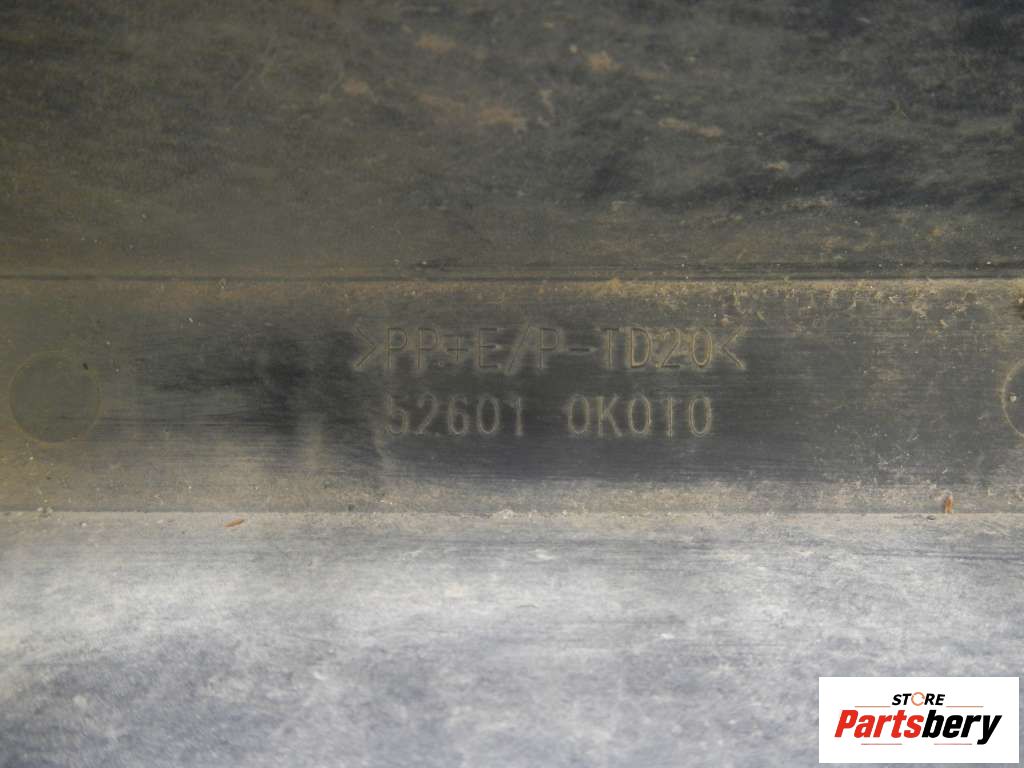 >PP+E/P-TD20<
52601 0K010
STORE
Partsbery